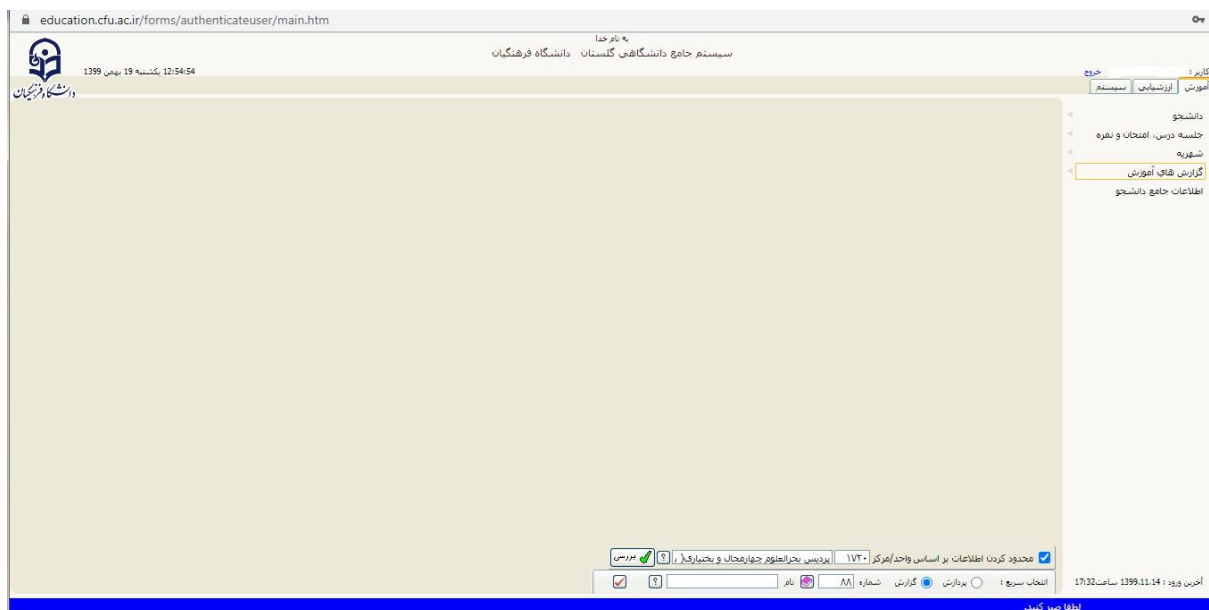 education.cfu.ac.ir/forms/authenticateuser/main.htm
به نام خدا
سیستم جامع دانشگاهی گلستان   دانشگاه فرهنگیان
12:54:54 یکشنبه 19 بهمن 1399
دانشگاه فرهنگیان
کاربر :   خروج
آموزش   ارزشیابی   سیستم
دانشجو
جلسه درس، امتحان و نمره
شهریه
گزارش های آموزش
اطلاعات جامع دانشجو
محدود کردن اطلاعات بر اساس واحد/مرکز ۱۷۲۰ پردیس بحرالعلوم چهارمحال و بختیاری( ، ؟ بررسی
انتخاب سریع : پردازش گزارش شماره ۸۸ نام ؟
آخرین ورود : 1399.11.14 ساعت17:32
لطفا صبر کنید.